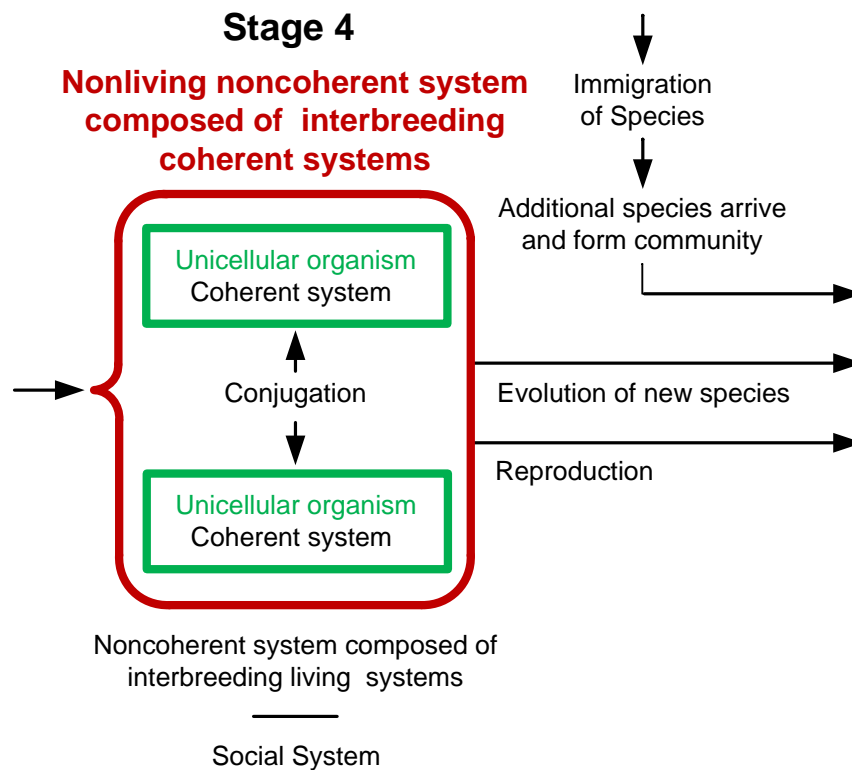 Stage 4
Nonliving noncoherent system
composed of interbreeding
coherent systems
Immigration
of Species
Additional species arrive
and form community
Unicellular organism
Coherent system
Conjugation
Evolution of new species
Reproduction
Unicellular organism
Coherent system
Noncoherent system composed of
interbreeding living systems
Social System